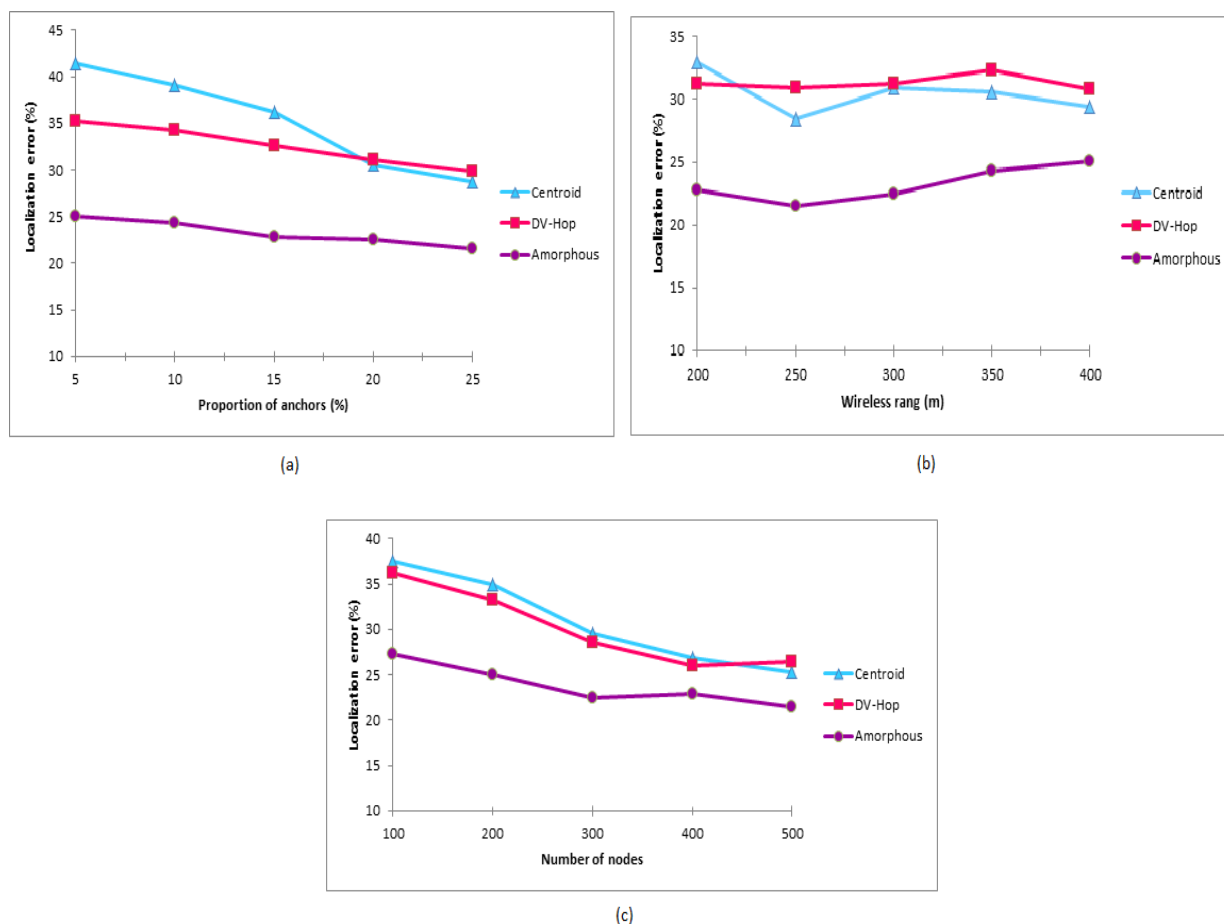 45
40
35
30
25
20
15
10
Localization error (%)
5 10 15 20 25
Proportion of anchors (%)
Centroid
DV-Hop
Amorphous
(a)
35
30
25
20
15
10
Localization error (%)
200 250 300 350 400
Wireless rang (m)
Centroid
DV-Hop
Amorphous
(b)
40
35
30
25
20
15
10
Localization error (%)
100 200 300 400 500
Number of nodes
Centroid
DV-Hop
Amorphous
(c)